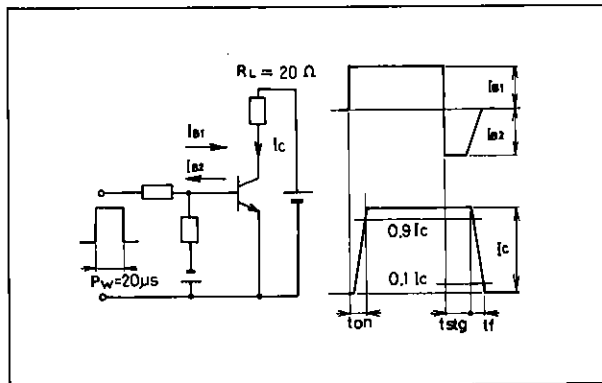 RL = 20 Ω
IB1
IB2
IC
PW=20µs
IB1
IB2
0,9 IC
0,1 IC
IC
ton
tstg
tf